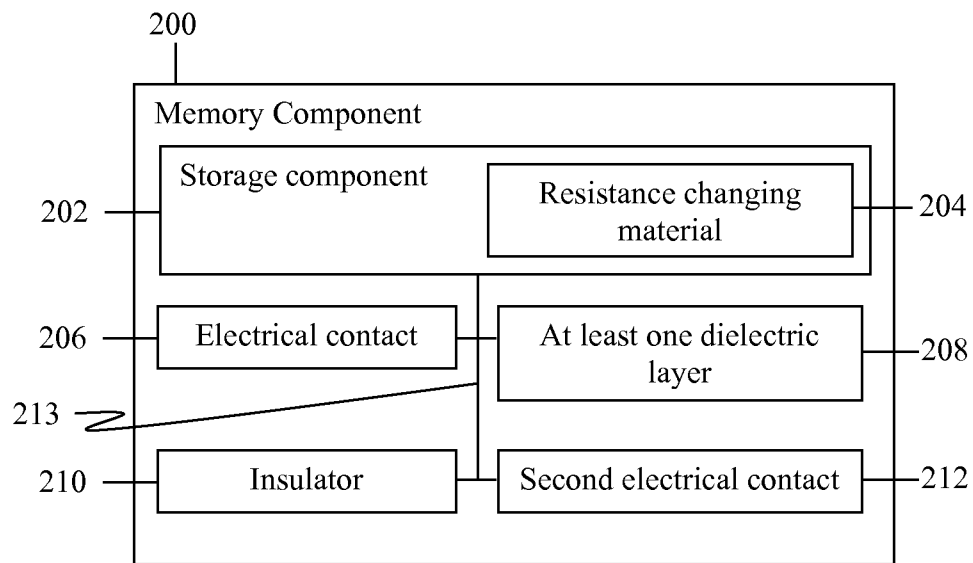 200
Memory Component
Storage component
Resistance changing
material
202
204
206
Electrical contact
At least one dielectric
layer
208
213
210
Insulator
Second electrical contact
212